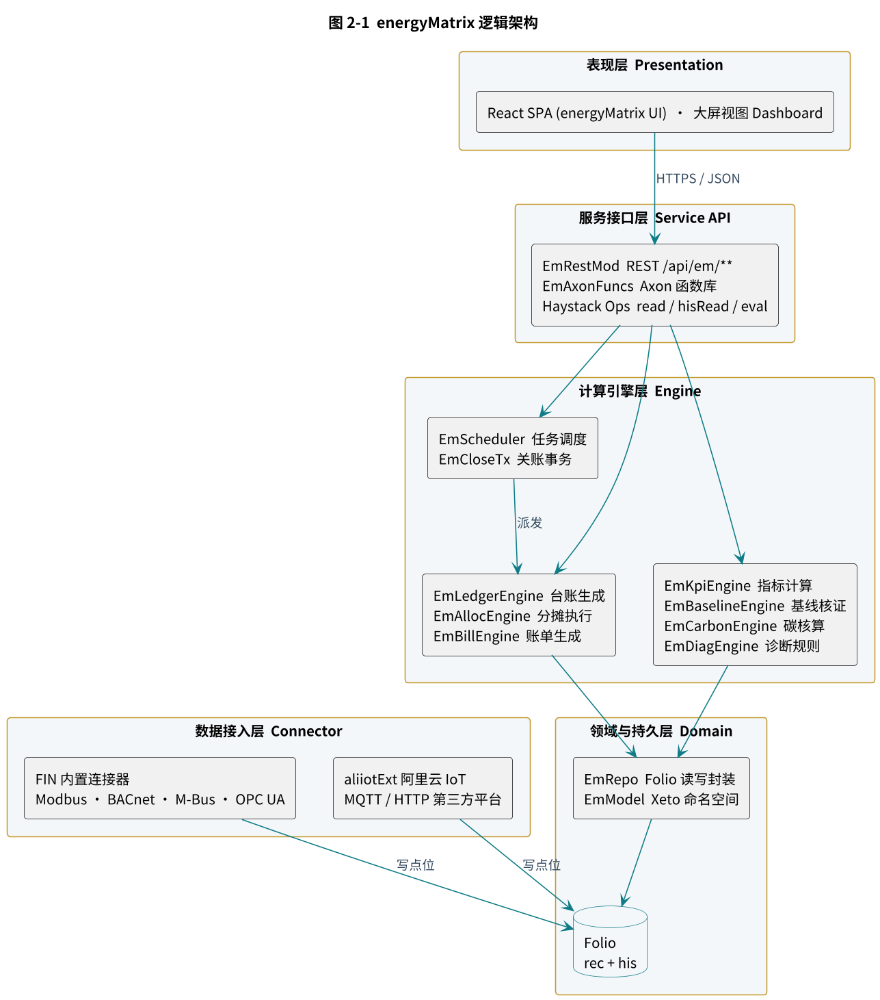 图 2-1  energyMatrix 逻辑架构
表现层  Presentation
React SPA (energyMatrix UI)  ·  大屏视图 Dashboard
HTTPS / JSON
服务接口层  Service API
EmRestMod  REST /api/em/**
EmAxonFuncs  Axon 函数库
Haystack Ops  read / hisRead / eval
计算引擎层  Engine
EmScheduler  任务调度
EmCloseTx  关账事务
派发
EmLedgerEngine  台账生成
EmAllocEngine  分摊执行
EmBillEngine  账单生成
EmKpiEngine  指标计算
EmBaselineEngine  基线核证
EmCarbonEngine  碳核算
EmDiagEngine  诊断规则
数据接入层  Connector
FIN 内置连接器
Modbus · BACnet · M-Bus · OPC UA
aliiotExt 阿里云 IoT
MQTT / HTTP 第三方平台
领域与持久层  Domain
EmRepo  Folio 读写封装
EmModel  Xeto 命名空间
写点位
写点位
Folio
rec + his